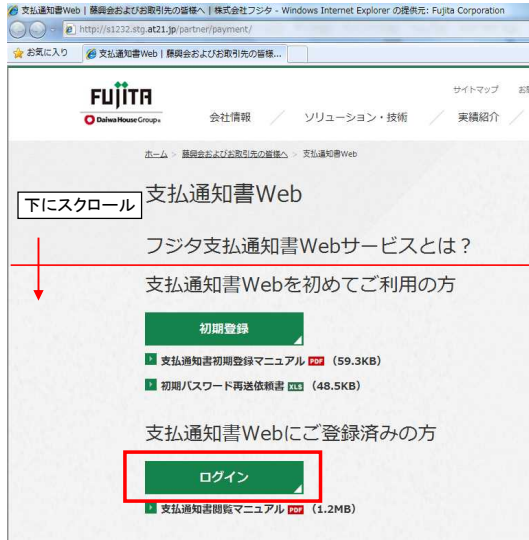 支払通知書Web | 藤興会およびお取引先の皆様へ | 株式会社フジタ - Windows Internet Explorer の提供元: Fujita Corporation
http://s1232.stg.at21.jp/partner/payment/
お気に入り
支払通知書Web | 藤興会およびお取引先の皆様...
サイトマップ
FUJITA
Daiwa House Group®
会社情報
ソリューション・技術
実績紹介
ホーム > 藤興会およびお取引先の皆様へ > 支払通知書Web
支払通知書Web
下にスクロール
フジタ支払通知書Webサービスとは？
支払通知書Webを初めてご利用の方
初期登録
支払通知書初期登録マニュアル PDF （59.3KB）
初期パスワード再送依頼書 XLS （48.5KB）
支払通知書Webにご登録済みの方
ログイン
支払通知書閲覧マニュアル PDF （1.2MB）